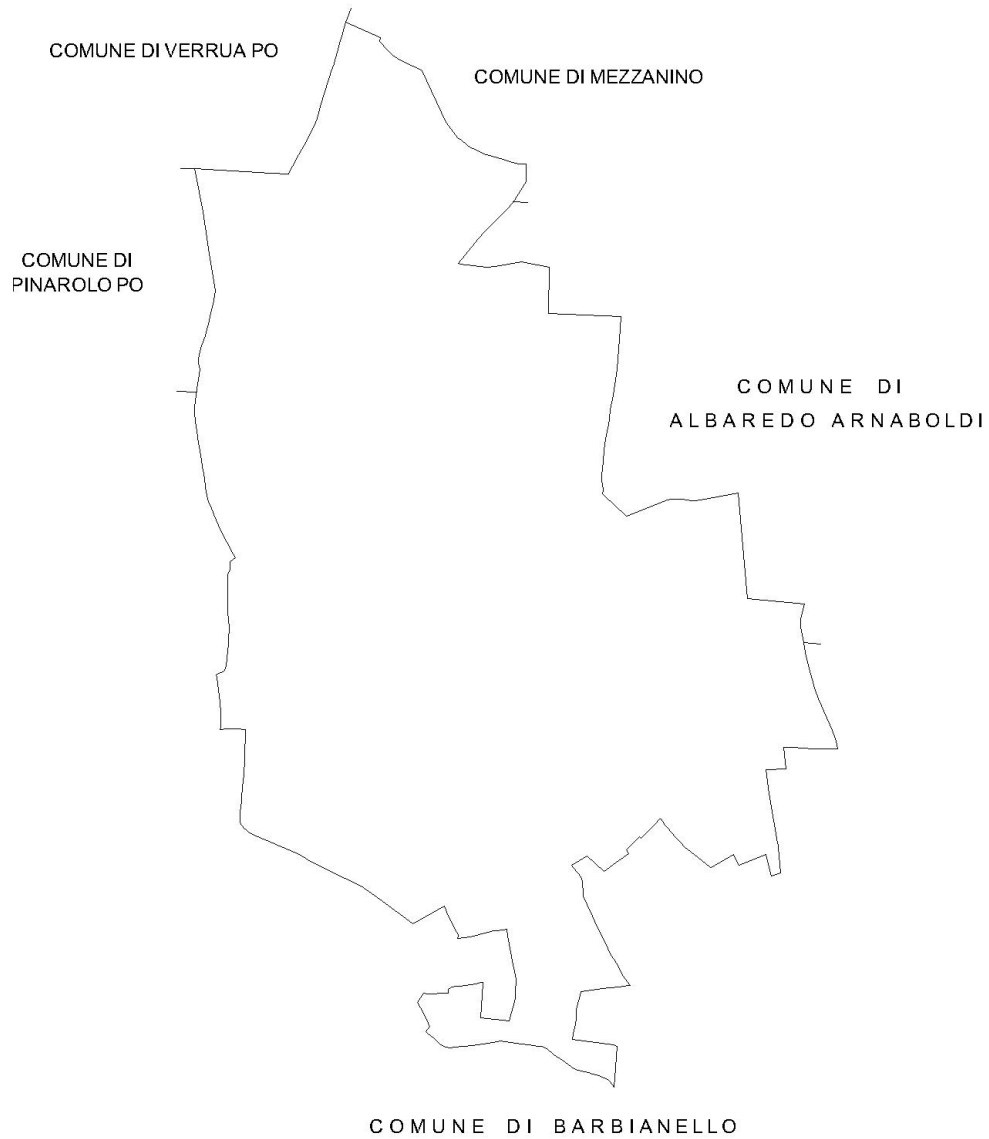 COMUNE DI VERRUA PO
COMUNE DI MEZZANINO
COMUNE DI
PINAROLO PO
COMUNE DI
ALBAREDO ARNABOLDI
COMUNE DI BARBIANELLO